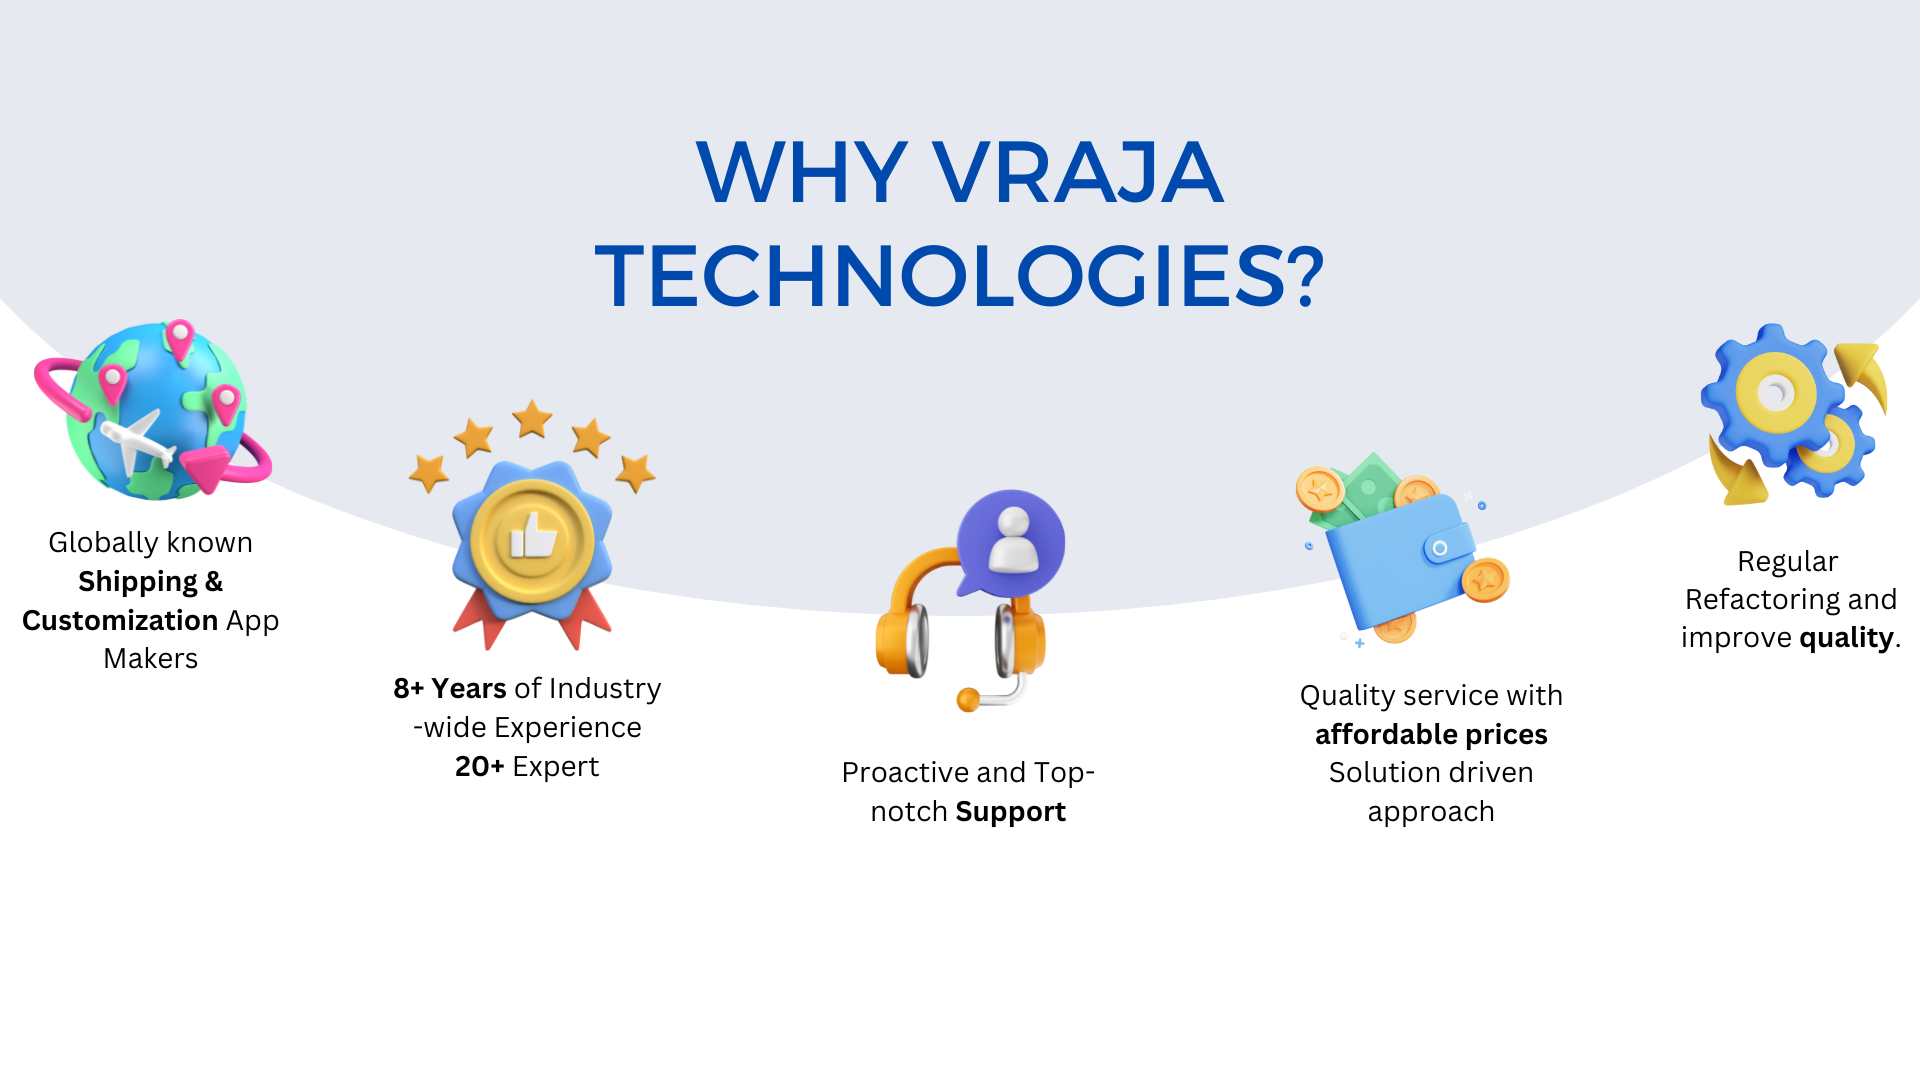 WHY VRAJA
TECHNOLOGIES?
Globally known
Shipping &
Customization App
Makers
8+ Years of Industry
-wide Experience
20+ Expert
Proactive and Top-
notch Support
Quality service with
affordable prices
Solution driven
approach
Regular
Refactoring and
improve quality.